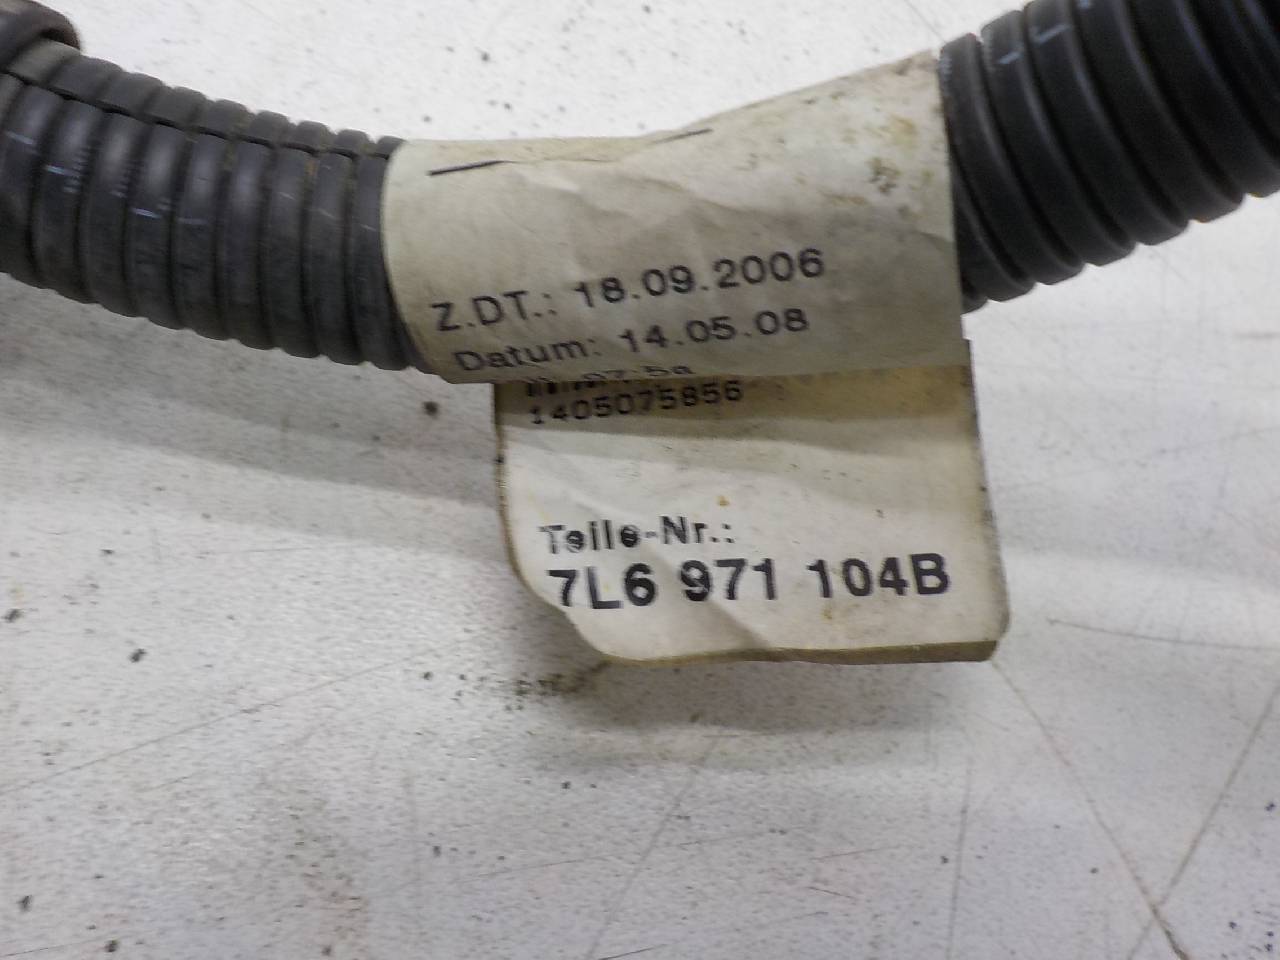 Z.DT.: 18.09.2006
Datum: 14.05.08
1405075856
Teile-Nr.:
7L6 971 104B